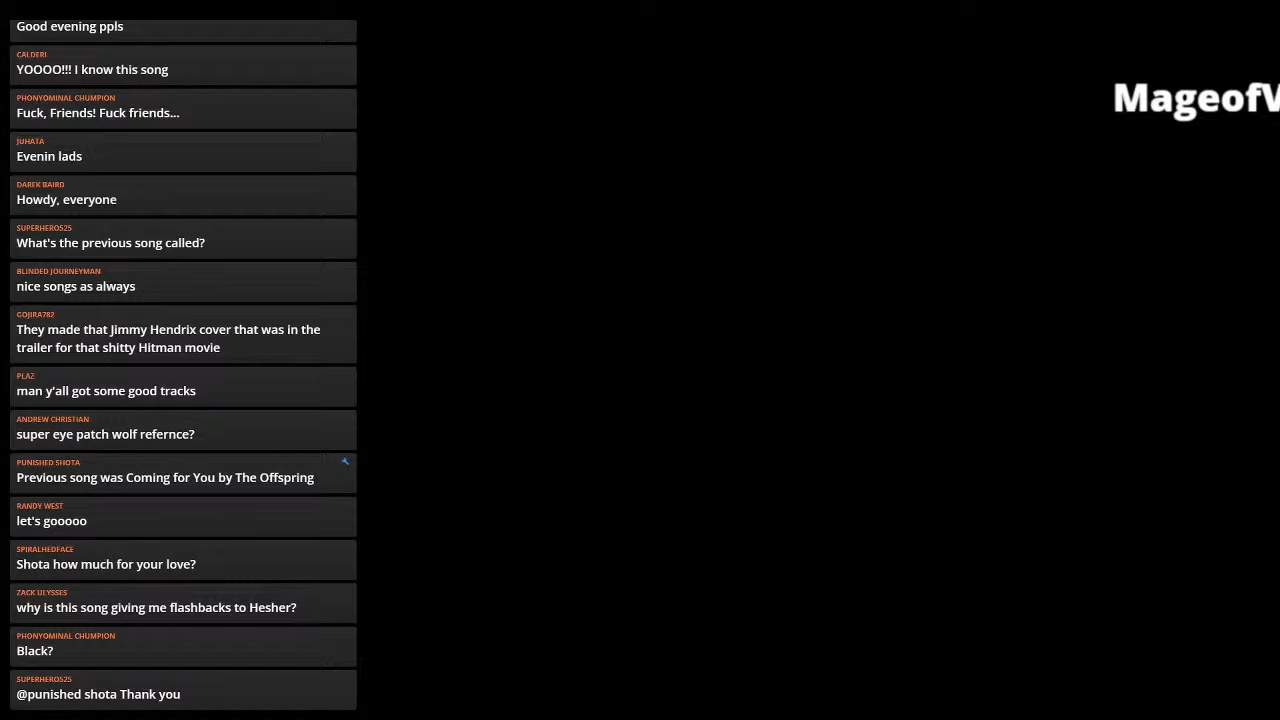 Good evening ppls
CALDERI
YOOOO!!! I know this song
PHONYOMINAL CHUMPION
Fuck, Friends! Fuck friends...
JUHATA
Evenin lads
DAREK BAIRD
Howdy, everyone
SUPERHEROS25
What's the previous song called?
BLINDED JOURNEYMAN
nice songs as always
GOJIRA782
They made that Jimmy Hendrix cover that was in the
trailer for that shitty Hitman movie
PLAZ
man y'all got some good tracks
ANDREW CHRISTIAN
super eye patch wolf refernce?
PUNISHED SHOTA
Previous song was Coming for You by The Offspring
RANDY WEST
let's gooooo
SPIRALHEDFACE
Shota how much for your love?
ZACK ULYSSES
why is this song giving me flashbacks to Hesher?
PHONYOMINAL CHUMPION
Black?
SUPERHEROS25
@punished shota Thank you
MageofV